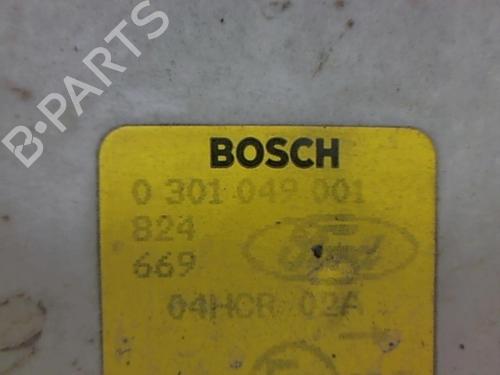 B-PARTS
BOSCH
0 301 049 001
824
Ford
669
04HCR 02A